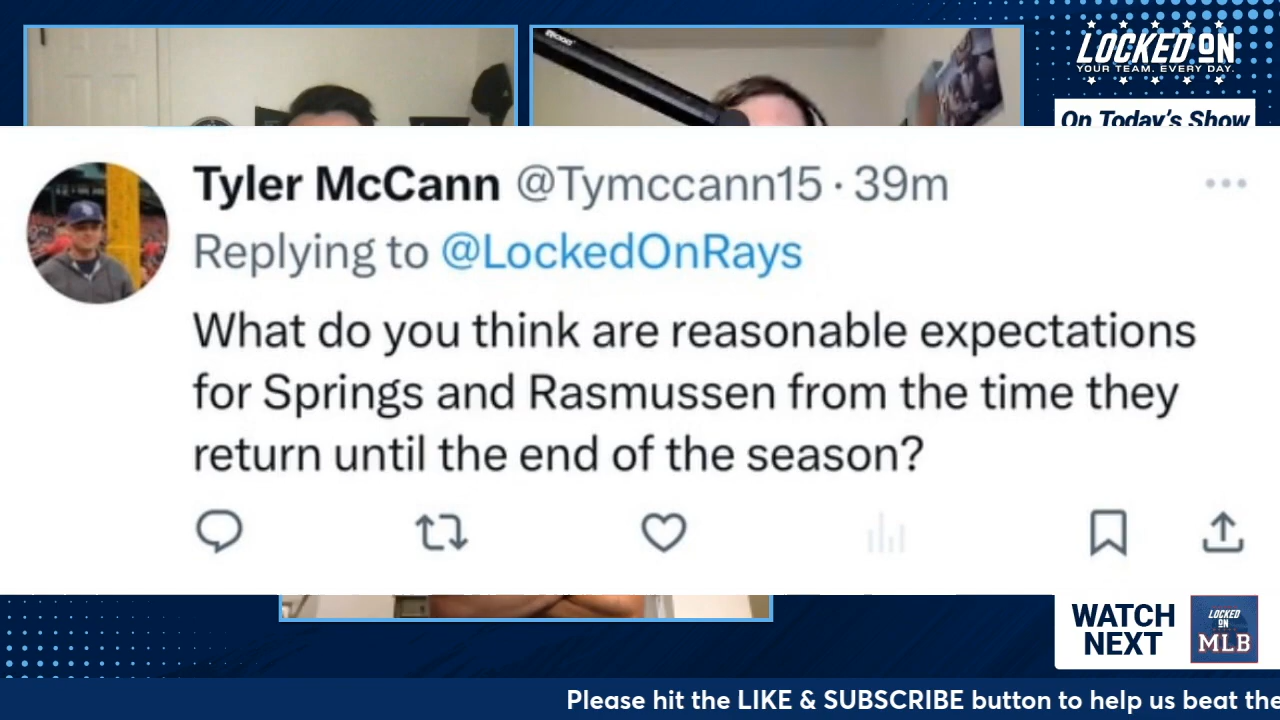 LOCKED ON
YOUR TEAM. EVERY DAY.
On Today's Show
Tyler McCann @Tymccann15 · 39m
Replying to @LockedOnRays
What do you think are reasonable expectations
for Springs and Rasmussen from the time they
return until the end of the season?
WATCH
NEXT
LOCKED
ON
MLB
Please hit the LIKE & SUBSCRIBE button to help us beat the